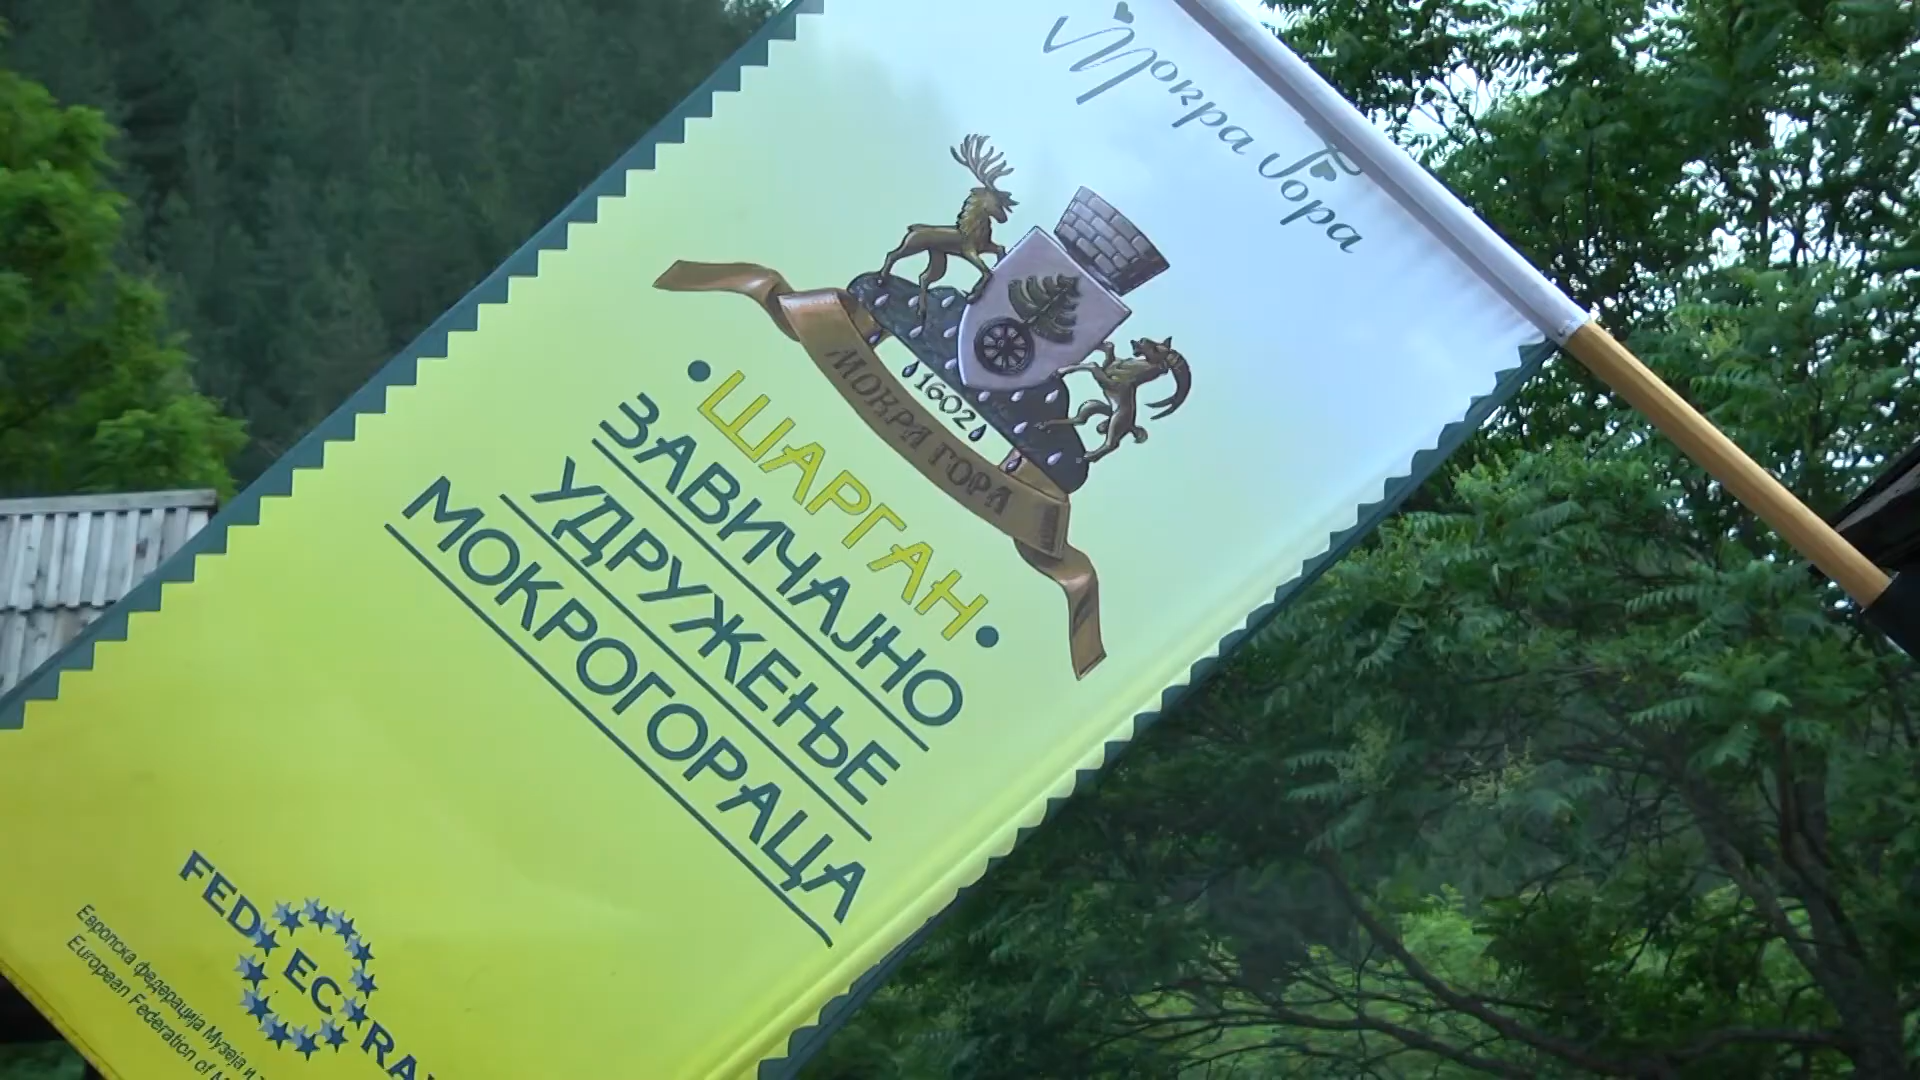 Мокра Гора
1602
МОКРА ГОРА
•ШАРГАН•
ЗАВИЧАЈНО
УДРУЖЕЊЕ
МОКРОГОРАЦА
FED EC RA
Европска федерација Музеја и
European Federation of